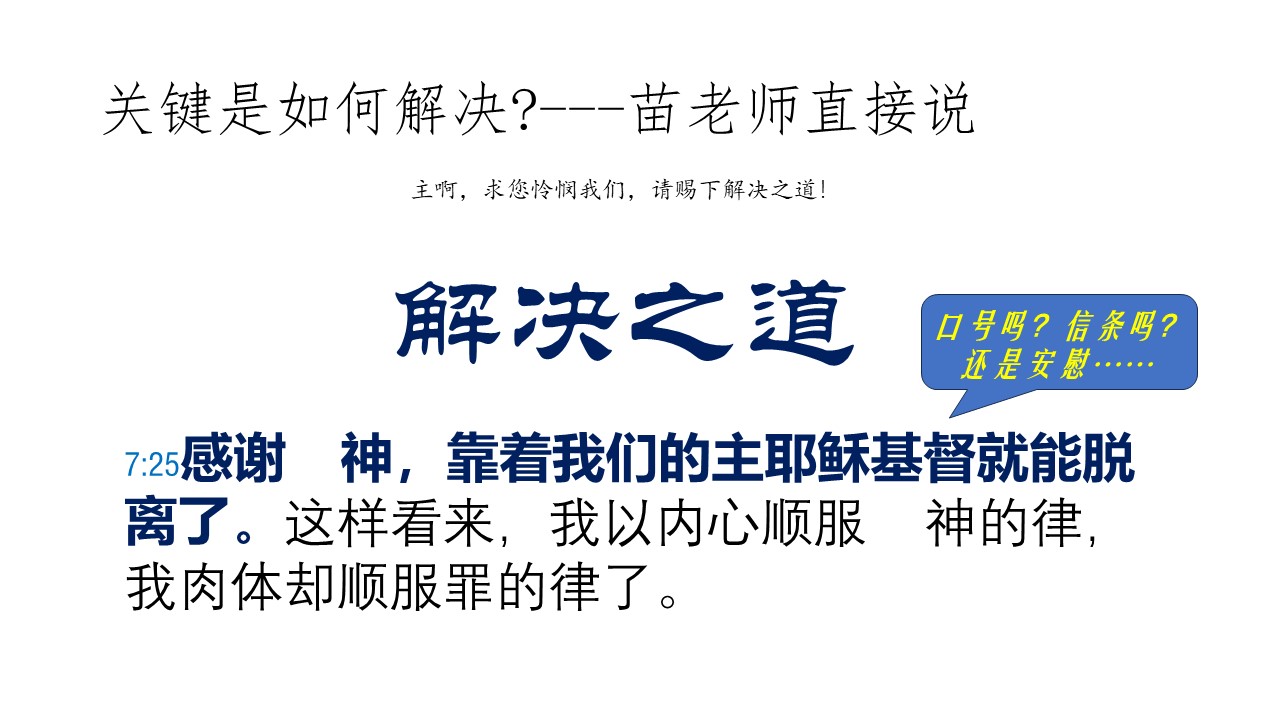 关键是如何解决?---苗老师直接说
主啊，求您怜悯我们，请赐下解决之道！
解决之道
口号吗？信条吗？
还是安慰……
7:25感谢　神，靠着我们的主耶稣基督就能脱
离了。这样看来，我以内心顺服　神的律，
我肉体却顺服罪的律了。